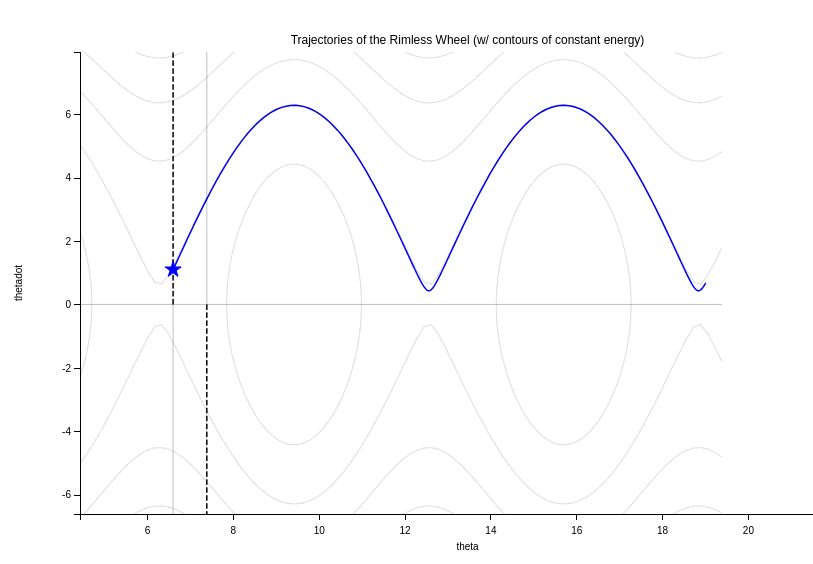 Trajectories of the Rimless Wheel (w/ contours of constant energy)
6
4
2
0
-2
-4
-6
thetadot
6 8 10 12 14 16 18 20
theta